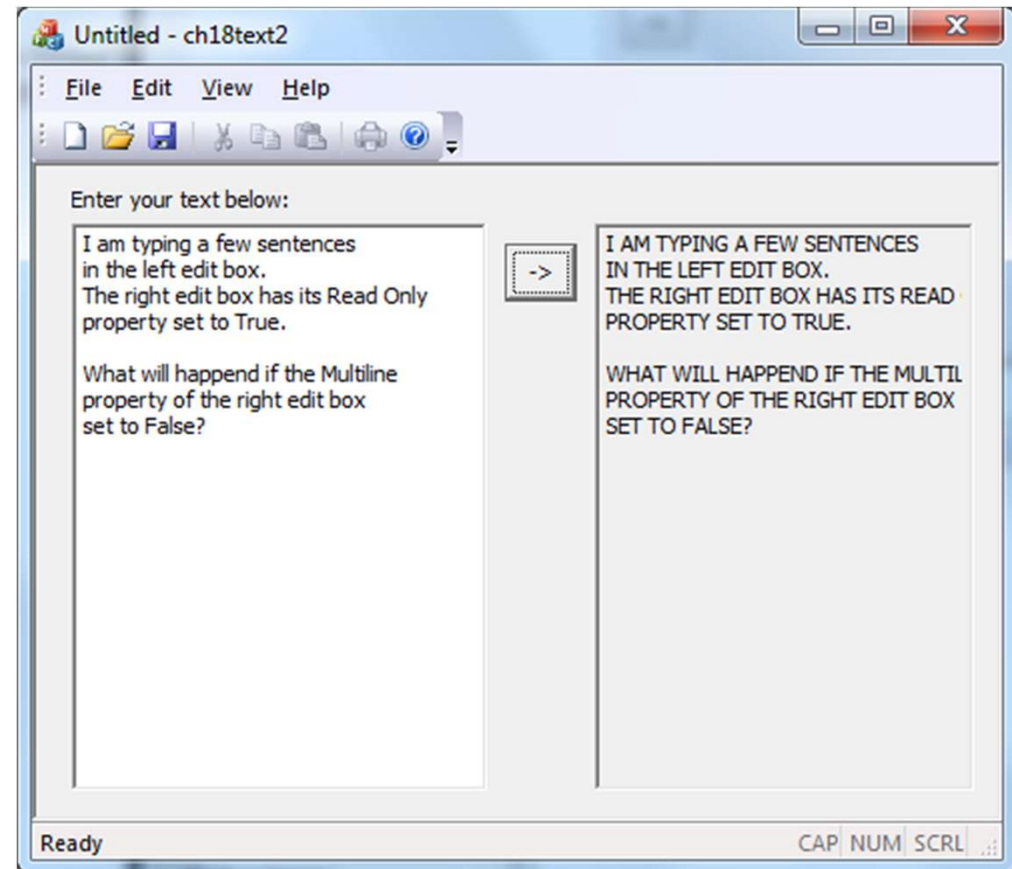 Untitled - ch18text2
File Edit View Help
Enter your text below:
I am typing a few sentences
in the left edit box.
The right edit box has its Read Only
property set to True.
What will happend if the Multiline
property of the right edit box
set to False?
->
I AM TYPING A FEW SENTENCES
IN THE LEFT EDIT BOX.
THE RIGHT EDIT BOX HAS ITS READ
PROPERTY SET TO TRUE.
WHAT WILL HAPPEND IF THE MULTIL
PROPERTY OF THE RIGHT EDIT BOX
SET TO FALSE?
Ready
CAP NUM SCRL